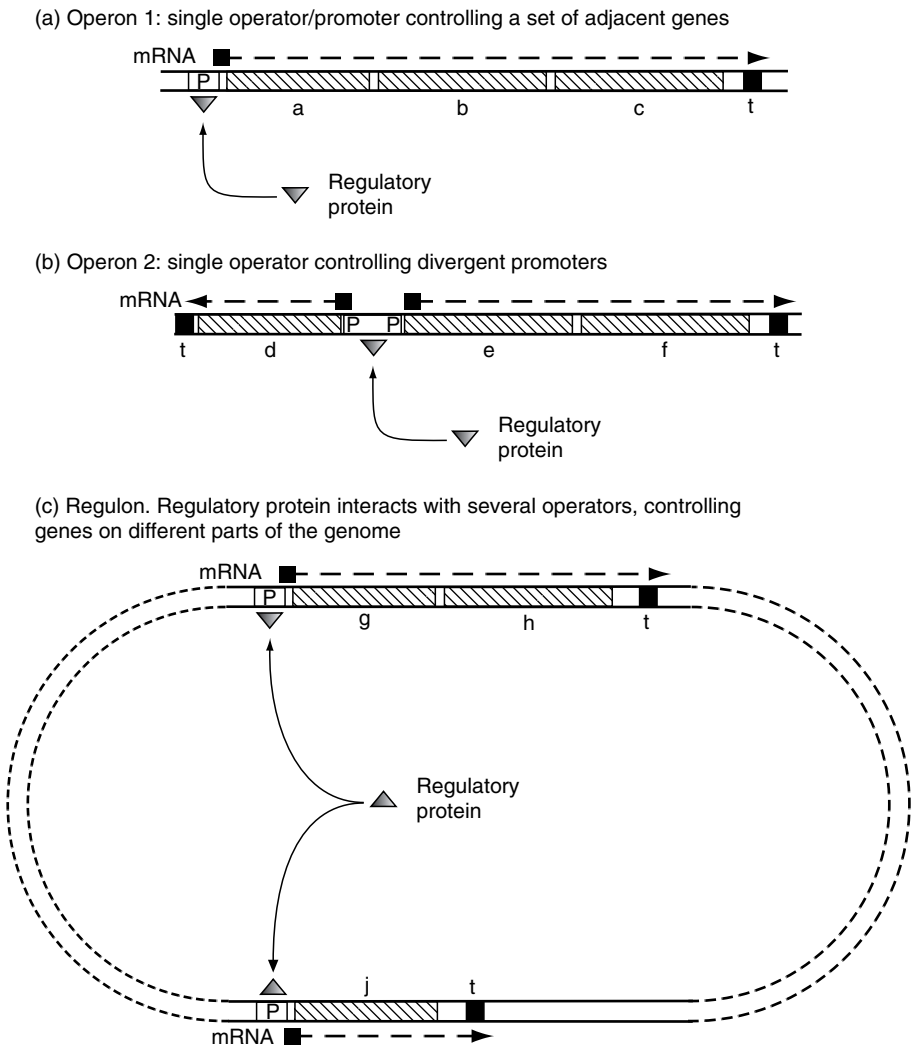 (a) Operon 1: single operator/promoter controlling a set of adjacent genes
mRNA
P
a b c t
Regulatory
protein
(b) Operon 2: single operator controlling divergent promoters
mRNA
P P
t d e f t
Regulatory
protein
(c) Regulon. Regulatory protein interacts with several operators, controlling
genes on different parts of the genome
mRNA
P
g h t
Regulatory
protein
j t
P
mRNA